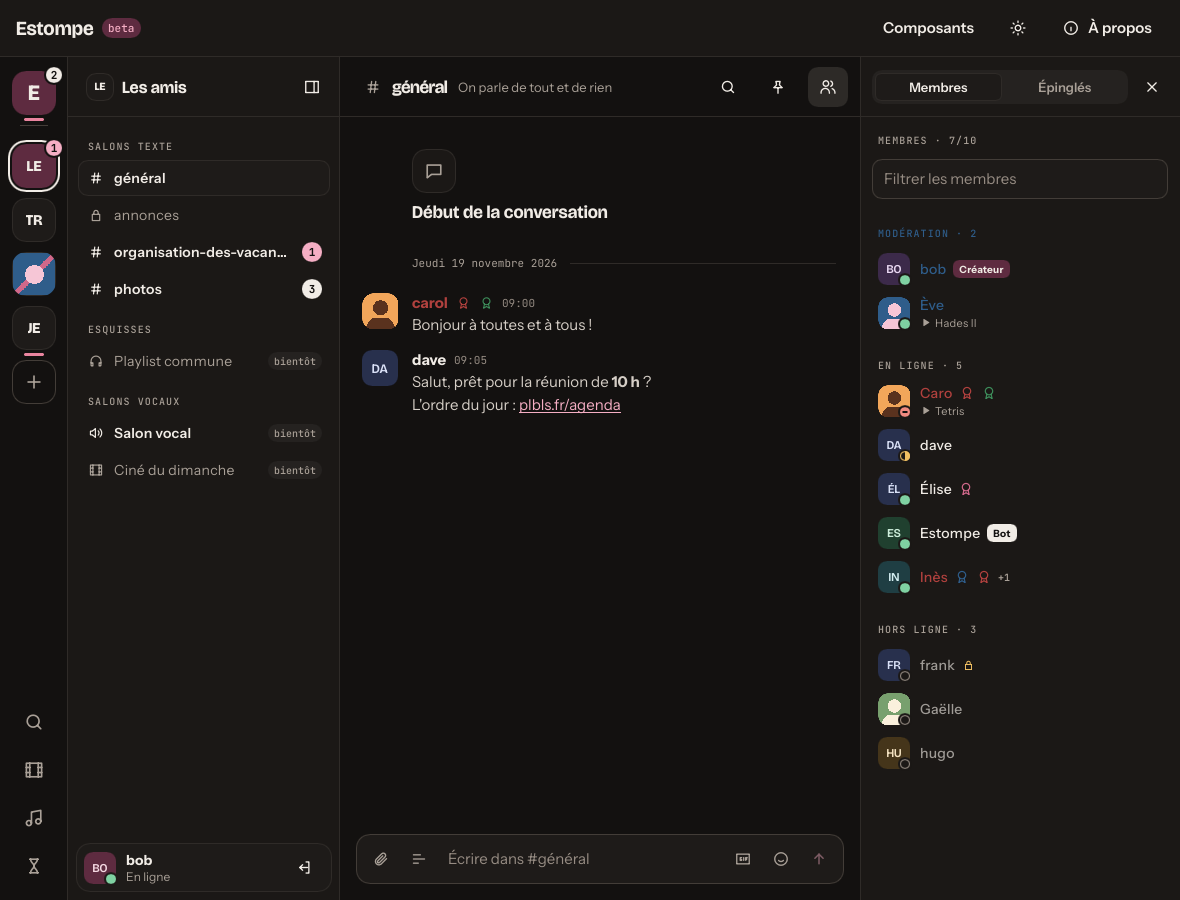 Estompe beta
Composants
À propos
E 2
LE 1
TR
JE
LE Les amis
SALONS TEXTE
# général
annonces
# organisation-des-vacan... 1
# photos 3
ESQUISSES
Playlist commune bientôt
SALONS VOCAUX
Salon vocal bientôt
Ciné du dimanche bientôt
BO bob
En ligne
# général On parle de tout et de rien
Début de la conversation
Jeudi 19 novembre 2026
carol 09:00
Bonjour à toutes et à tous !
DA dave 09:05
Salut, prêt pour la réunion de 10 h ?
L'ordre du jour : plbls.fr/agenda
Écrire dans #général
GIF
Membres Épinglés
MEMBRES · 7/10
Filtrer les membres
MODÉRATION · 2
BO bob Créateur
Ève
Hades II
EN LIGNE · 5
Caro
Tetris
DA dave
ÉL Élise
ES Estompe Bot
IN Inès +1
HORS LIGNE · 3
FR frank
Gaëlle
HU hugo